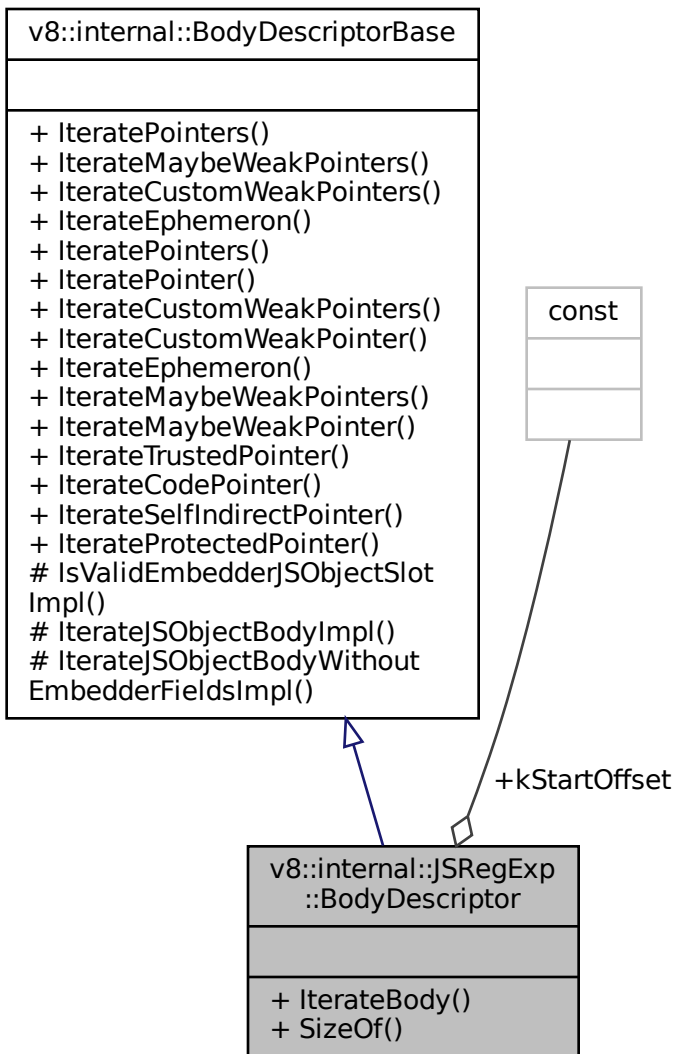 v8::internal::BodyDescriptorBase
+ IteratePointers()
+ IterateMaybeWeakPointers()
+ IterateCustomWeakPointers()
+ IterateEphemeron()
+ IteratePointers()
+ IteratePointer()
+ IterateCustomWeakPointers()
+ IterateCustomWeakPointer()
+ IterateEphemeron()
+ IterateMaybeWeakPointers()
+ IterateMaybeWeakPointer()
+ IterateTrustedPointer()
+ IterateCodePointer()
+ IterateSelfIndirectPointer()
+ IterateProtectedPointer()
# IsValidEmbedderJSObjectSlot
Impl()
# IterateJSObjectBodyImpl()
# IterateJSObjectBodyWithout
EmbedderFieldsImpl()
const
+kStartOffset
v8::internal::JSRegExp
::BodyDescriptor
+ IterateBody()
+ SizeOf()